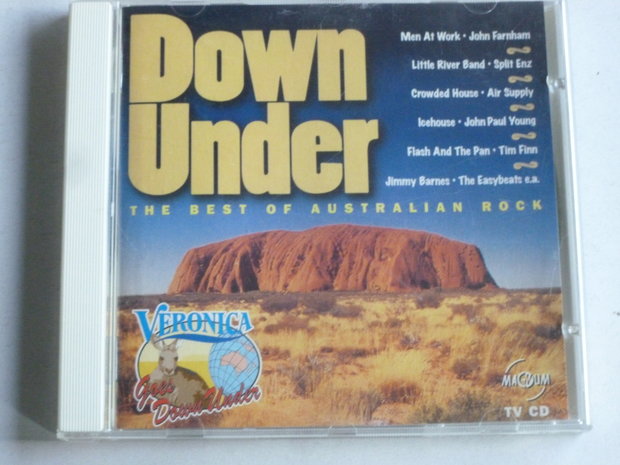 Down
Under
Men At Work • John Farnham
Little River Band • Split Enz
Crowded House • Air Supply
Icehouse • John Paul Young
Flash And The Pan • Tim Finn
Jimmy Barnes • The Easybeats e.a.
THE BEST OF AUSTRALIAN ROCK
VERONICA
Goes
Down Under
MAGNUM
TV CD